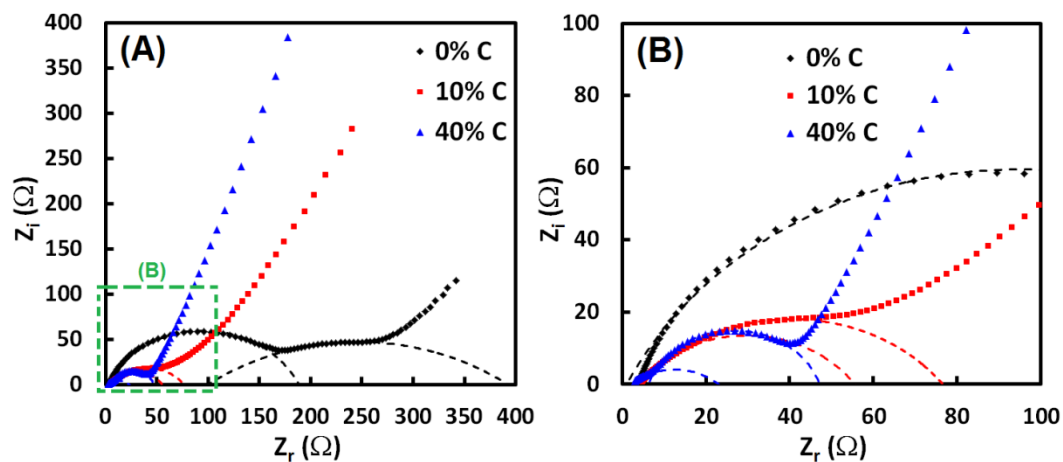 400
350
300
250
200
150
100
50
0
Zi (Ω)
(A)
0% C
10% C
40% C
(B)
0 50 100 150 200 250 300 350 400
Zr (Ω)
100
80
60
40
20
0
Zi (Ω)
(B)
0% C
10% C
40% C
0 20 40 60 80 100
Zr (Ω)